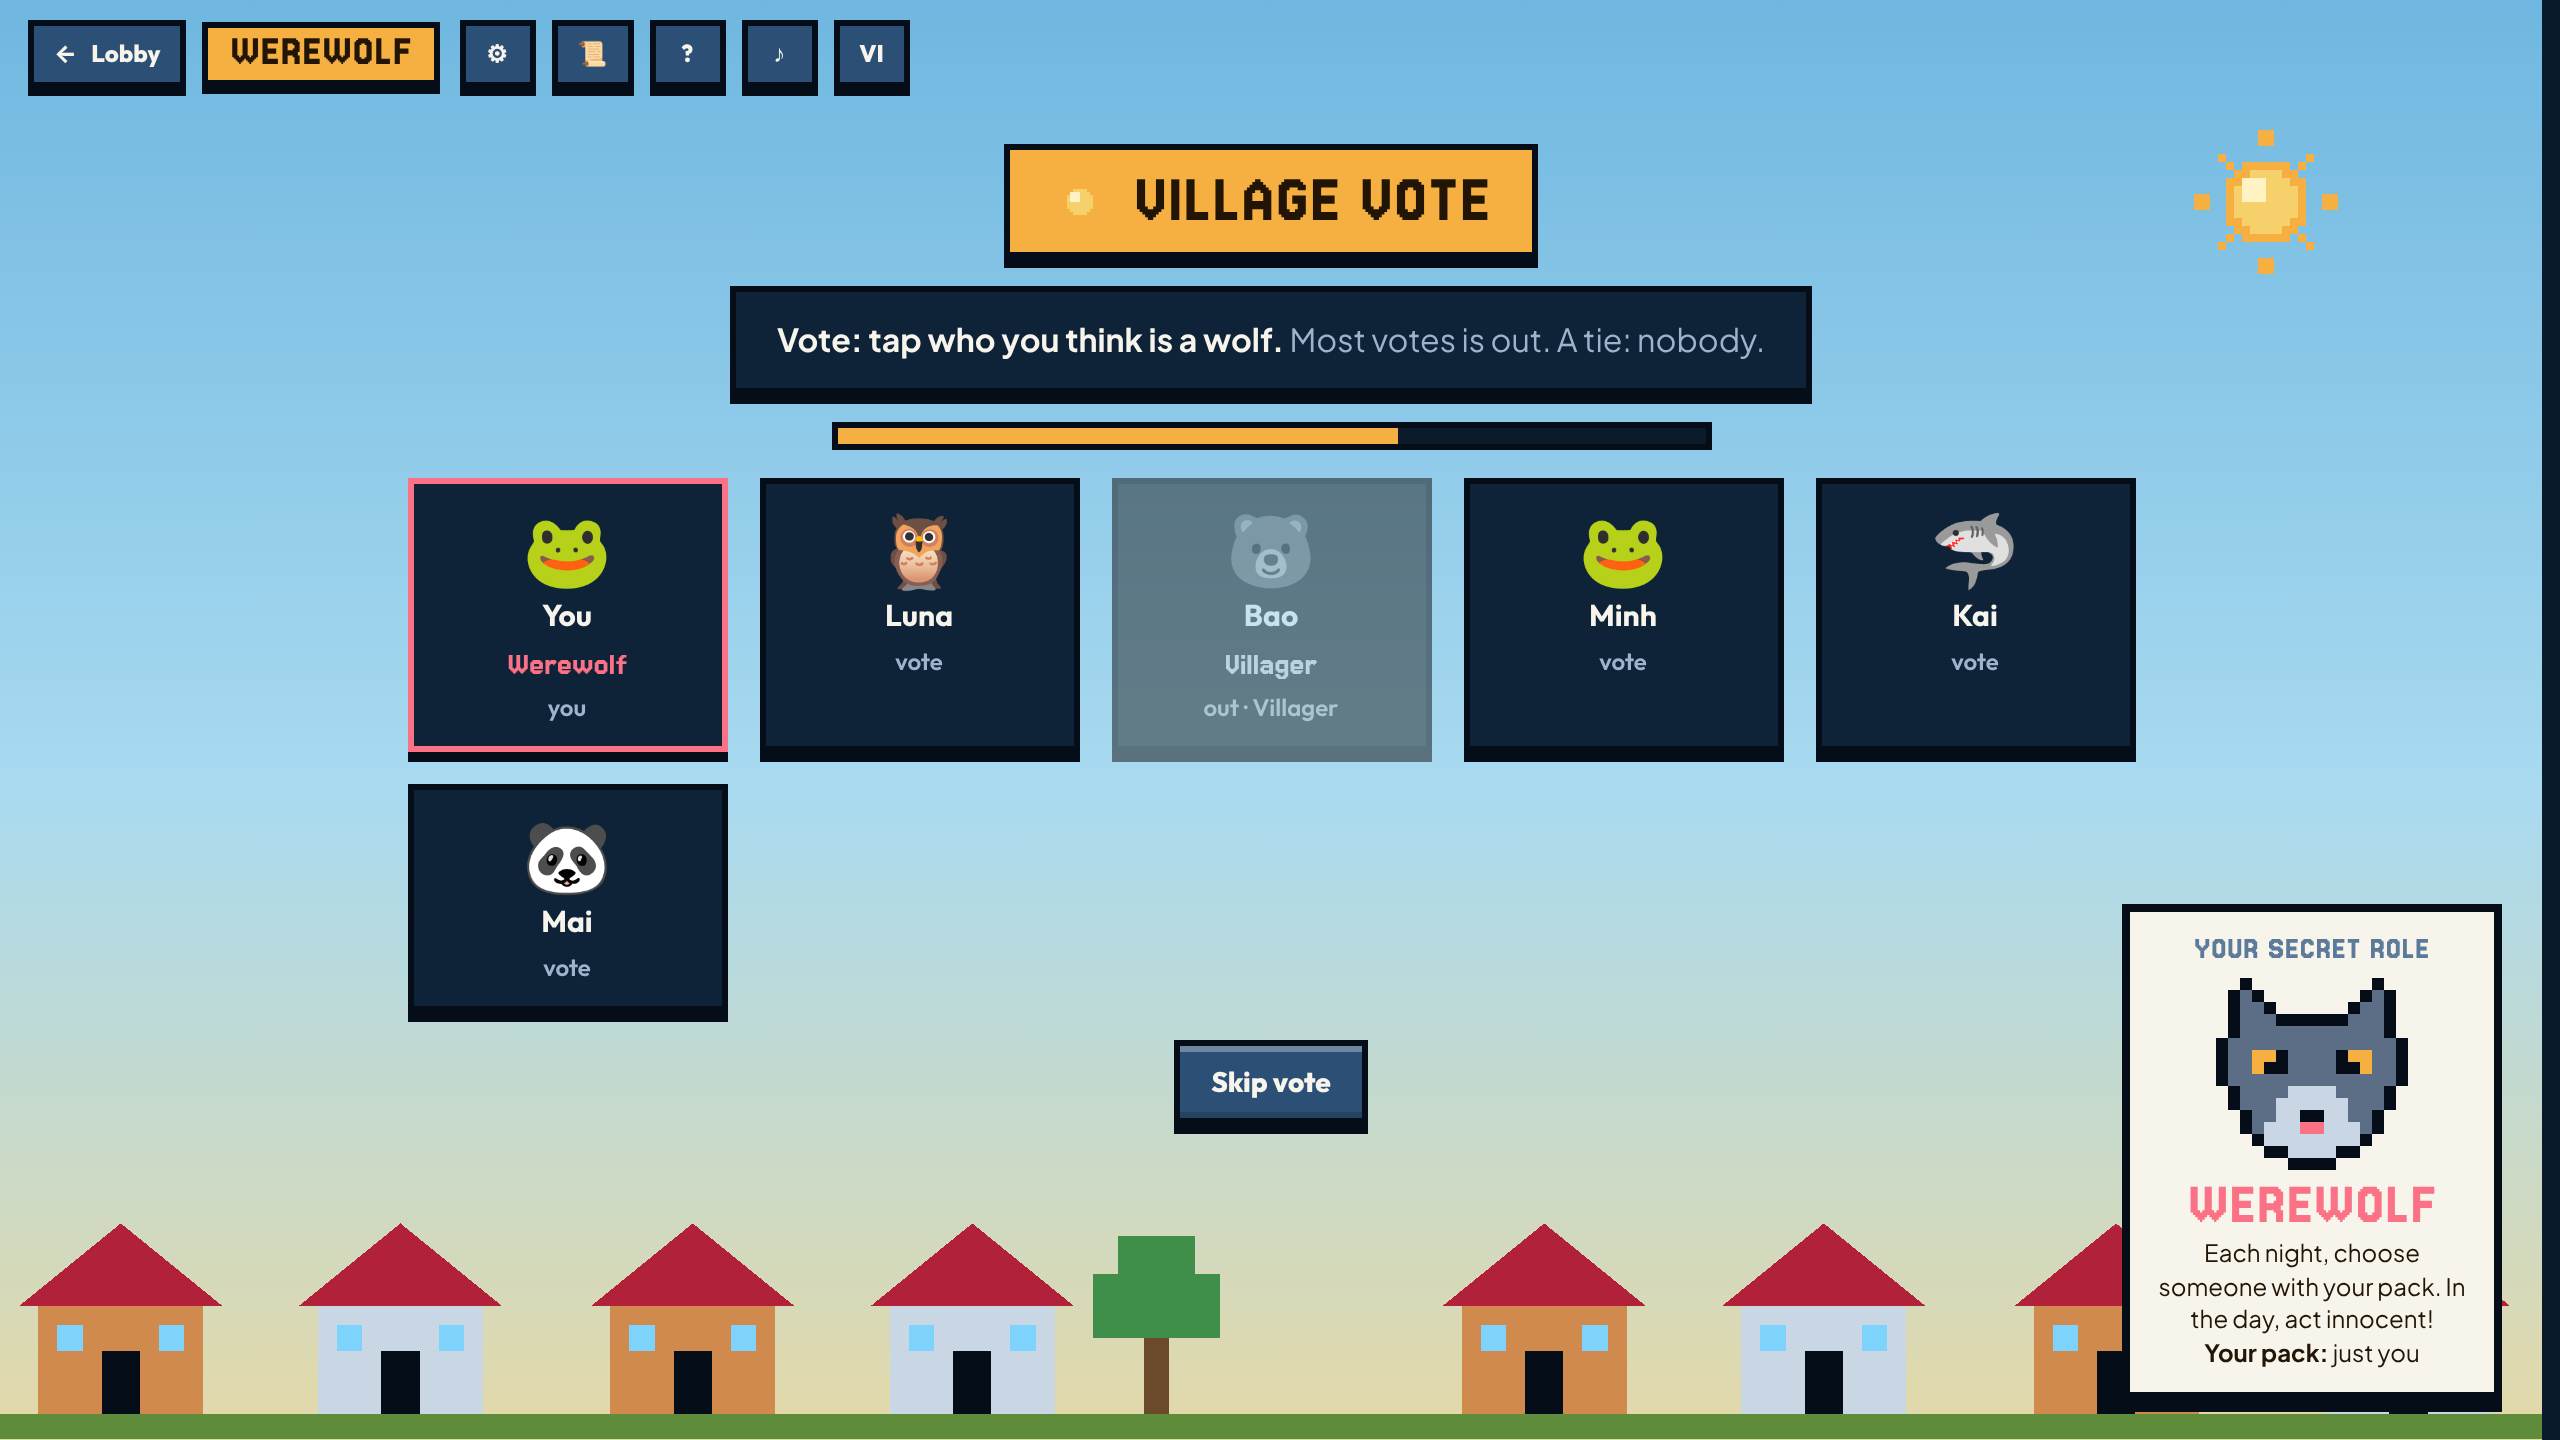 ← Lobby
WEREWOLF
?
♪
VI
VILLAGE VOTE
Vote: tap who you think is a wolf. Most votes is out. A tie: nobody.
You
Werewolf
you
Luna
vote
Bao
Villager
out · Villager
Minh
vote
Kai
vote
Mai
vote
Skip vote
YOUR SECRET ROLE
WEREWOLF
Each night, choose
someone with your pack. In
the day, act innocent!
Your pack: just you